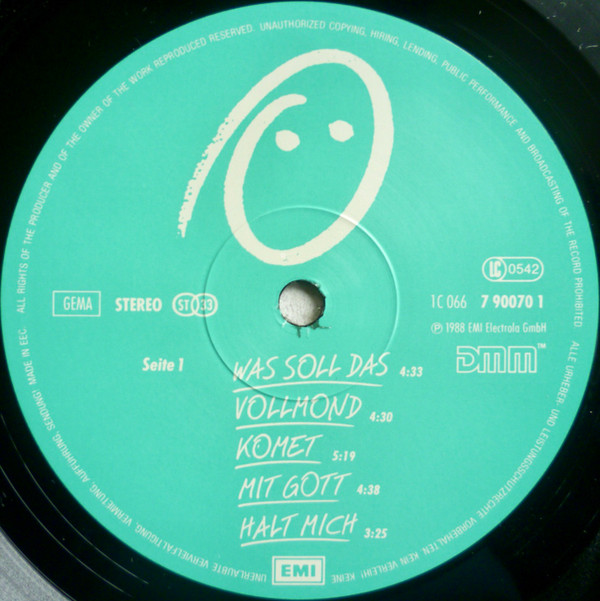 ALL RIGHTS OF THE PRODUCER AND OF THE OWNER OF THE WORK REPRODUCED RESERVED. UNAUTHORIZED COPYING, HIRING, LENDING, PUBLIC PERFORMANCE AND BROADCASTING OF THE RECORD PROHIBITED
ALLE URHEBER- UND LEISTUNGSSCHUTZRECHTE VORBEHALTEN KEIN VERLEIH! KEINE UNERLAUBTE VERVIELFÄLTIGUNG, VERMIETUNG, AUFFÜHRUNG, SENDUNG! MADE IN EEC.
LC 0542
GEMA STEREO ST 33
1C 066 7 90070 1
℗ 1988 EMI Electrola GmbH
DMM™
Seite 1
WAS SOLL DAS 4:33
VOLLMOND 4:30
KOMET 5:19
MIT GOTT 4:38
HALT MICH 3:25
EMI